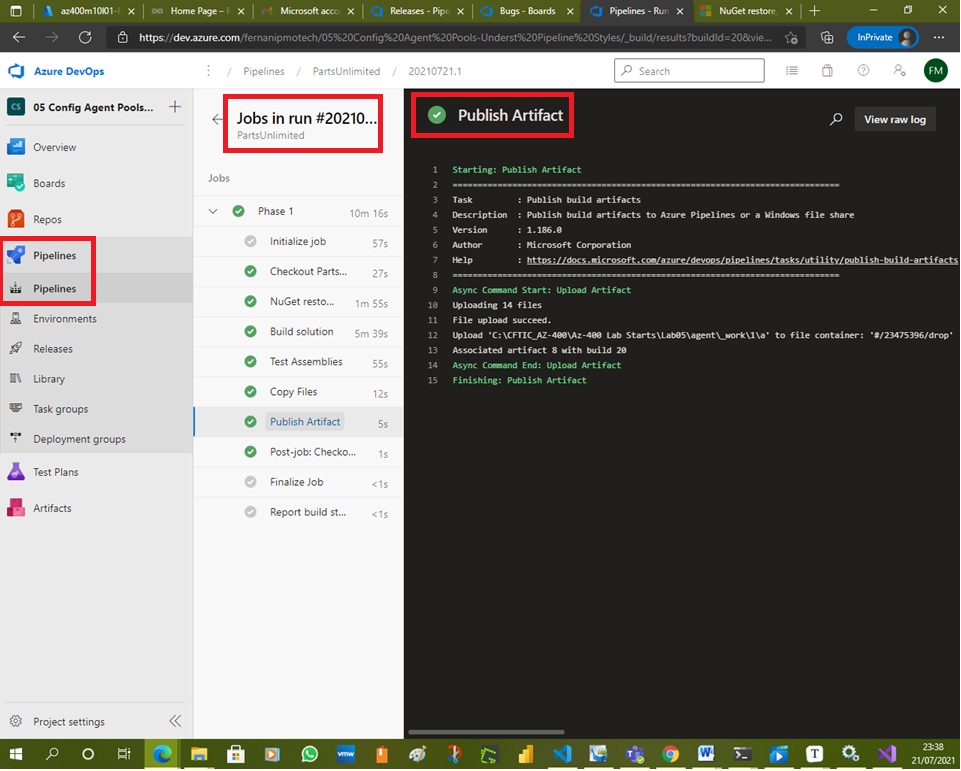 az400m10l01-R
Home Page – F
Microsoft acco
Releases - Pipe
Bugs - Boards
Pipelines - Run
NuGet restore,
https://dev.azure.com/fernanipmotech/05%20Config%20Agent%20Pools-Underst%20Pipeline%20Styles/_build/results?buildId=20&vie...
InPrivate
Azure DevOps
/ Pipelines / PartsUnlimited / 20210721.1
Search
FM
CS 05 Config Agent Pools...
Overview
Boards
Repos
Pipelines
Pipelines
Environments
Releases
Library
Task groups
Deployment groups
Test Plans
Artifacts
Project settings
Jobs in run #20210...
PartsUnlimited
Jobs
Phase 1 10m 16s
Initialize job 57s
Checkout Parts... 27s
NuGet resto... 1m 55s
Build solution 5m 39s
Test Assemblies 55s
Copy Files 12s
Publish Artifact 5s
Post-job: Checko... 1s
Finalize Job <1s
Report build st... <1s
Publish Artifact
View raw log
1 Starting: Publish Artifact
2 ==============================================================================
3 Task : Publish build artifacts
4 Description : Publish build artifacts to Azure Pipelines or a Windows file share
5 Version : 1.186.0
6 Author : Microsoft Corporation
7 Help : https://docs.microsoft.com/azure/devops/pipelines/tasks/utility/publish-build-artifacts
8 ==============================================================================
9 Async Command Start: Upload Artifact
10 Uploading 14 files
11 File upload succeed.
12 Upload 'C:\CFTIC_AZ-400\Az-400 Lab Starts\Lab05\agent\_work\1\a' to file container: '#/23475396/drop'
13 Associated artifact 8 with build 20
14 Async Command End: Upload Artifact
15 Finishing: Publish Artifact
vmw
T
23:38
21/07/2021